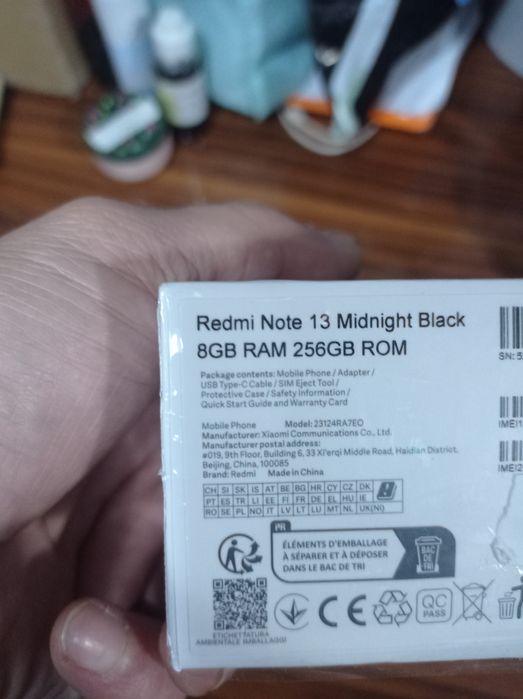 Redmi Note 13 Midnight Black
8GB RAM 256GB ROM
SN: 5
Package contents: Mobile Phone / Adapter /
USB Type-C Cable / SIM Eject Tool /
Protective Case / Safety Information /
Quick Start Guide and Warranty Card
Mobile Phone Model: 23124RA7EO
IMEI1
Manufacturer: Xiaomi Communications Co., Ltd.
Manufacturer postal address:
#019, 9th Floor, Building 6, 33 Xi'erqi Middle Road, Haidian District,
Beijing, China, 100085
IMEI2
Brand: Redmi Made in China
CH SI SK IS AT BE BG HR CY CZ DK
PT ES TR LI EE FI FR DE EL HU IE
RO SE PL NO IT LV LT LU MT NL UK(NI)
FR
ÉLÉMENTS D'EMBALLAGE
À SÉPARER ET À DÉPOSER
DANS LE BAC DE TRI
BAC
DE
TRI
CE
QC
PASS
ETICHETTATURA
AMBIENTALE IMBALLAGGI